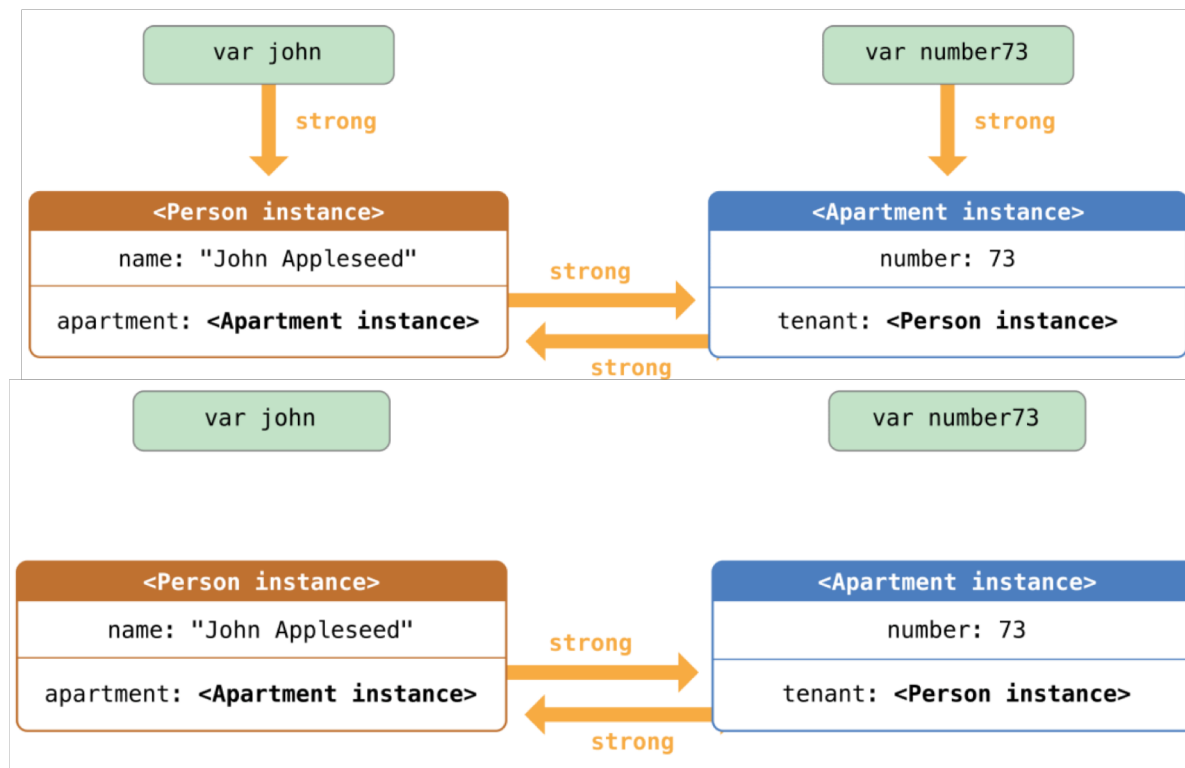 var john
var number73
strong
strong
<Person instance>
<Apartment instance>
name: "John Appleseed"
number: 73
strong
apartment: <Apartment instance>
tenant: <Person instance>
strong
var john
var number73
<Person instance>
<Apartment instance>
name: "John Appleseed"
number: 73
strong
apartment: <Apartment instance>
tenant: <Person instance>
strong